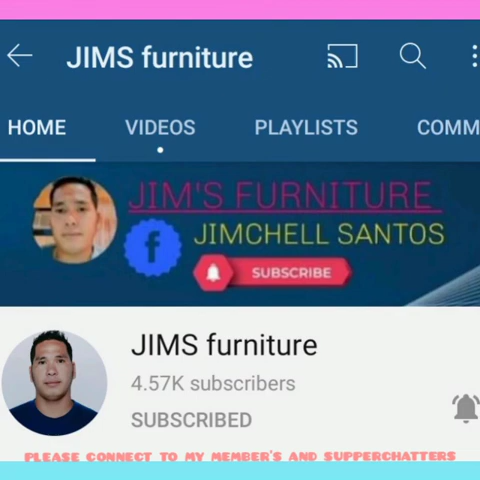 JIMS furniture
HOME VIDEOS PLAYLISTS COMM
JIM'S FURNITURE
f JIMCHELL SANTOS
SUBSCRIBE
JIMS furniture
4.57K subscribers
SUBSCRIBED
PLEASE CONNECT TO MY MEMBER'S AND SUPPERCHATTERS